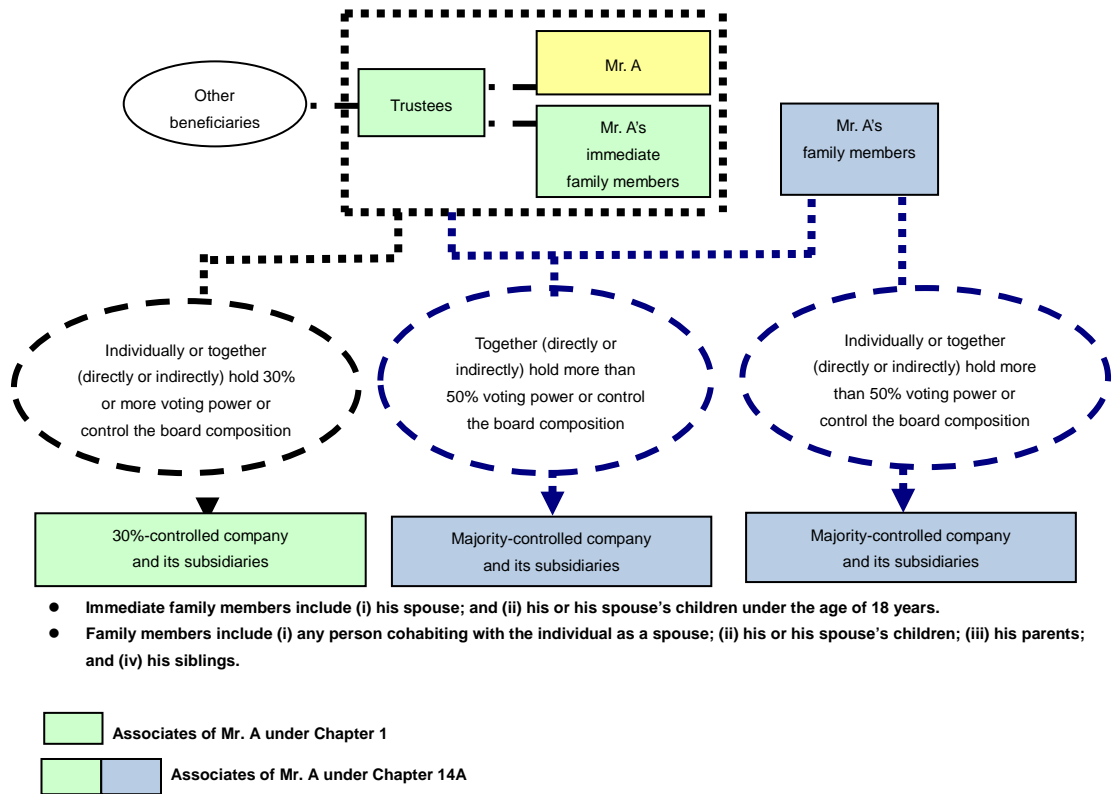 Mr. A
Other
beneficiaries
Trustees
Mr. A's
immediate
family members
Mr. A's
family members
Individually or together
(directly or indirectly) hold 30%
or more voting power or
control the board composition
Together (directly or
indirectly) hold more than
50% voting power or control
the board composition
Individually or together
(directly or indirectly) hold more
than 50% voting power or
control the board composition
30%-controlled company
and its subsidiaries
Majority-controlled company
and its subsidiaries
Majority-controlled company
and its subsidiaries
● Immediate family members include (i) his spouse; and (ii) his or his spouse's children under the age of 18 years.
● Family members include (i) any person cohabiting with the individual as a spouse; (ii) his or his spouse's children; (iii) his parents;
and (iv) his siblings.
Associates of Mr. A under Chapter 1
Associates of Mr. A under Chapter 14A